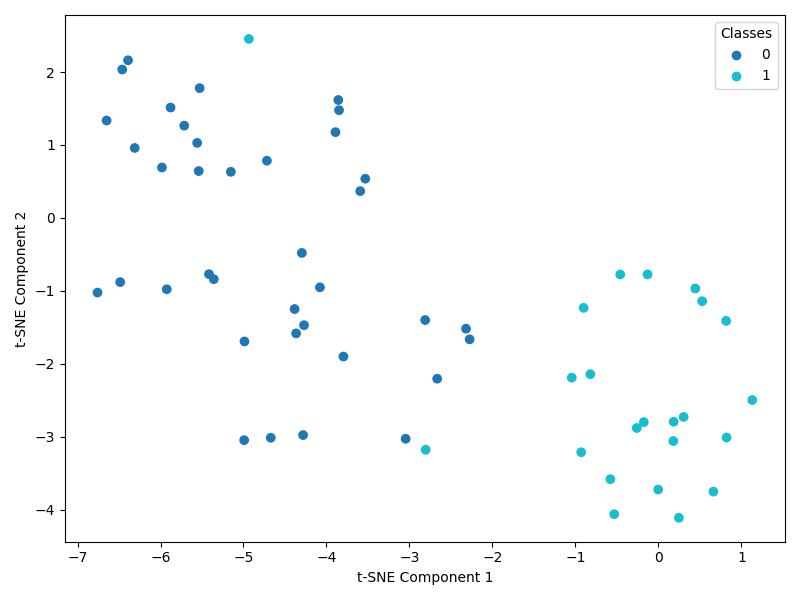 Classes
0
1
2
1
0
−1
−2
−3
−4
t-SNE Component 2
−7 −6 −5 −4 −3 −2 −1 0 1
t-SNE Component 1